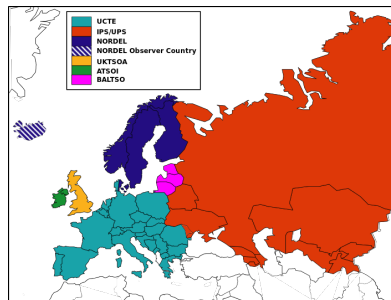 UCTE
IPS/UPS
NORDEL
NORDEL Observer Country
UKTSOA
ATSOI
BALTSO